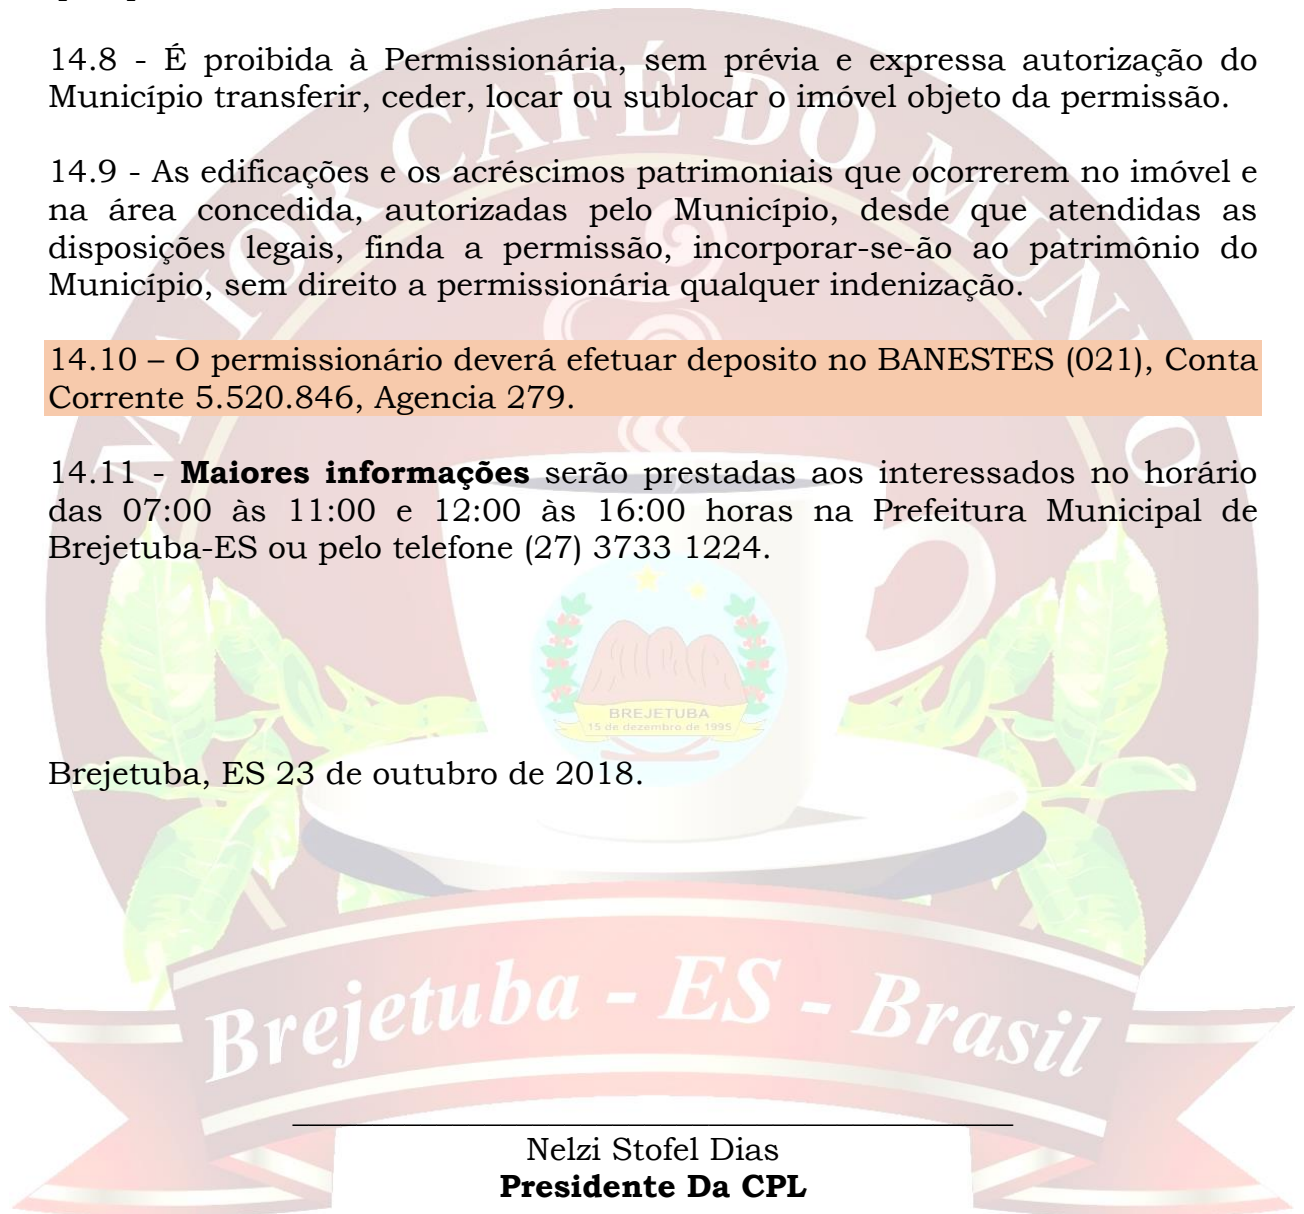 14.8 - É proibida à Permissionária, sem prévia e expressa autorização do
Município transferir, ceder, locar ou sublocar o imóvel objeto da permissão.
14.9 - As edificações e os acréscimos patrimoniais que ocorrerem no imóvel e
na área concedida, autorizadas pelo Município, desde que atendidas as
disposições legais, finda a permissão, incorporar-se-ão ao patrimônio do
Município, sem direito a permissionária qualquer indenização.
14.10 – O permissionário deverá efetuar deposito no BANESTES (021), Conta
Corrente 5.520.846, Agencia 279.
14.11 - Maiores informações serão prestadas aos interessados no horário
das 07:00 às 11:00 e 12:00 às 16:00 horas na Prefeitura Municipal de
Brejetuba-ES ou pelo telefone (27) 3733 1224.
Brejetuba, ES 23 de outubro de 2018.
Nelzi Stofel Dias
Presidente Da CPL
MAIOR CAFÉ DO MUNDO
BREJETUBA
15 de dezembro de 1995
Brejetuba - ES - Brasil